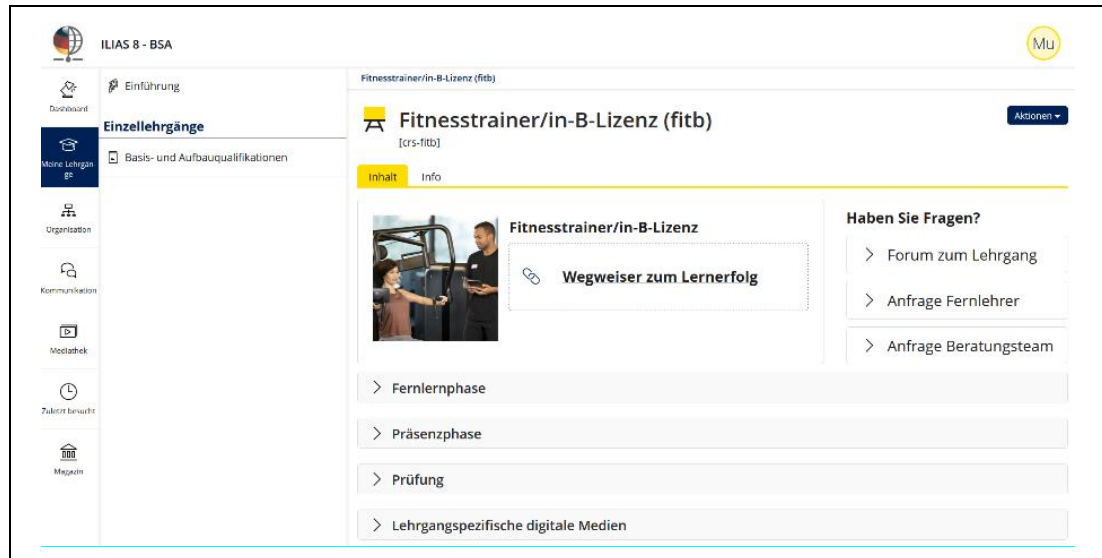 ILIAS 8 - BSA
Mu
Dashboard
Meine Lehrgän
ge
Organisation
Kommunikation
Mediathek
Zuletzt besucht
Magazin
Einführung
Einzellehrgänge
Basis- und Aufbauqualifikationen
Fitnesstrainer/in-B-Lizenz (fitb)
Fitnesstrainer/in-B-Lizenz (fitb)
[crs-fitb]
Aktionen
Inhalt Info
Fitnesstrainer/in-B-Lizenz
Wegweiser zum Lernerfolg
Haben Sie Fragen?
Forum zum Lehrgang
Anfrage Fernlehrer
Anfrage Beratungsteam
Fernlernphase
Präsenzphase
Prüfung
Lehrgangspezifische digitale Medien